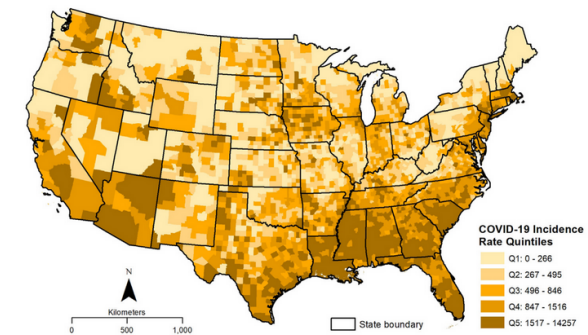 COVID-19 Incidence
Rate Quintiles
Q1: 0 - 266
Q2: 267 - 495
Q3: 496 - 846
Q4: 847 - 1516
Q5: 1517 - 14257
N
Kilometers
0 500 1,000
State boundary